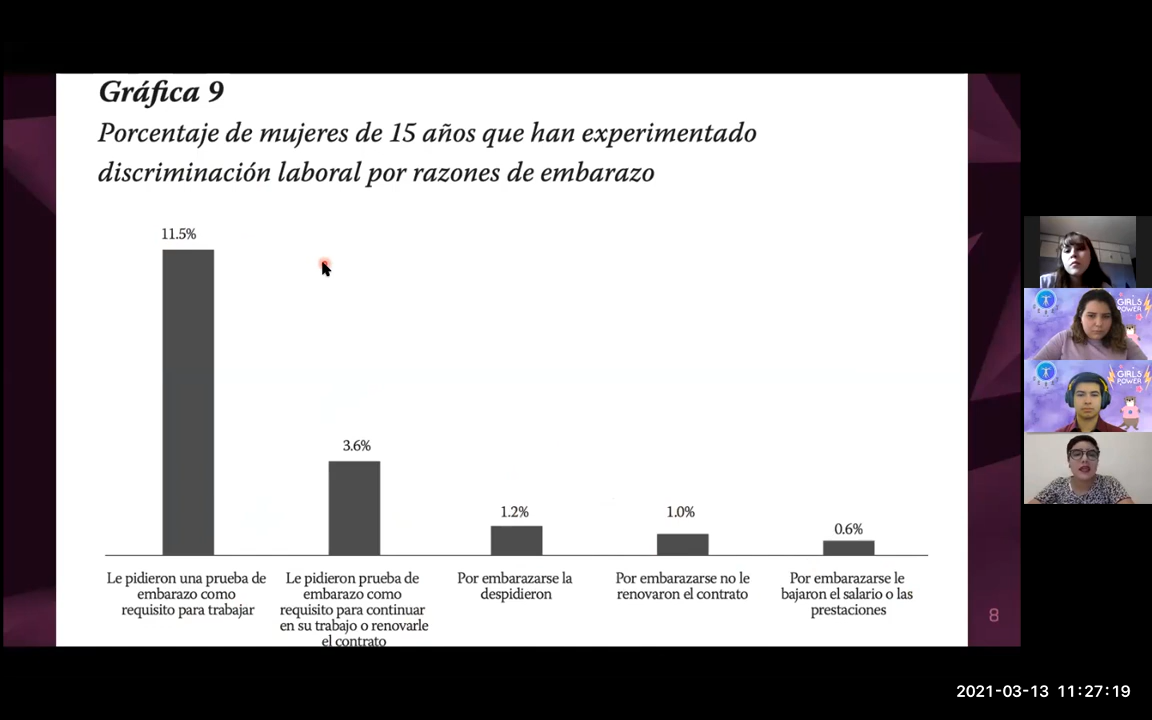 Gráfica 9
Porcentaje de mujeres de 15 años que han experimentado
discriminación laboral por razones de embarazo
11.5%
3.6%
1.2%
1.0%
0.6%
Le pidieron una prueba de
embarazo como
requisito para trabajar
Le pidieron prueba de
embarazo como
requisito para continuar
en su trabajo o renovarle
el contrato
Por embarazarse la
despidieron
Por embarazarse no le
renovaron el contrato
Por embarazarse le
bajaron el salario o las
prestaciones
8
GIRLS
POWER
GIRLS
POWER
2021-03-13 11:27:19